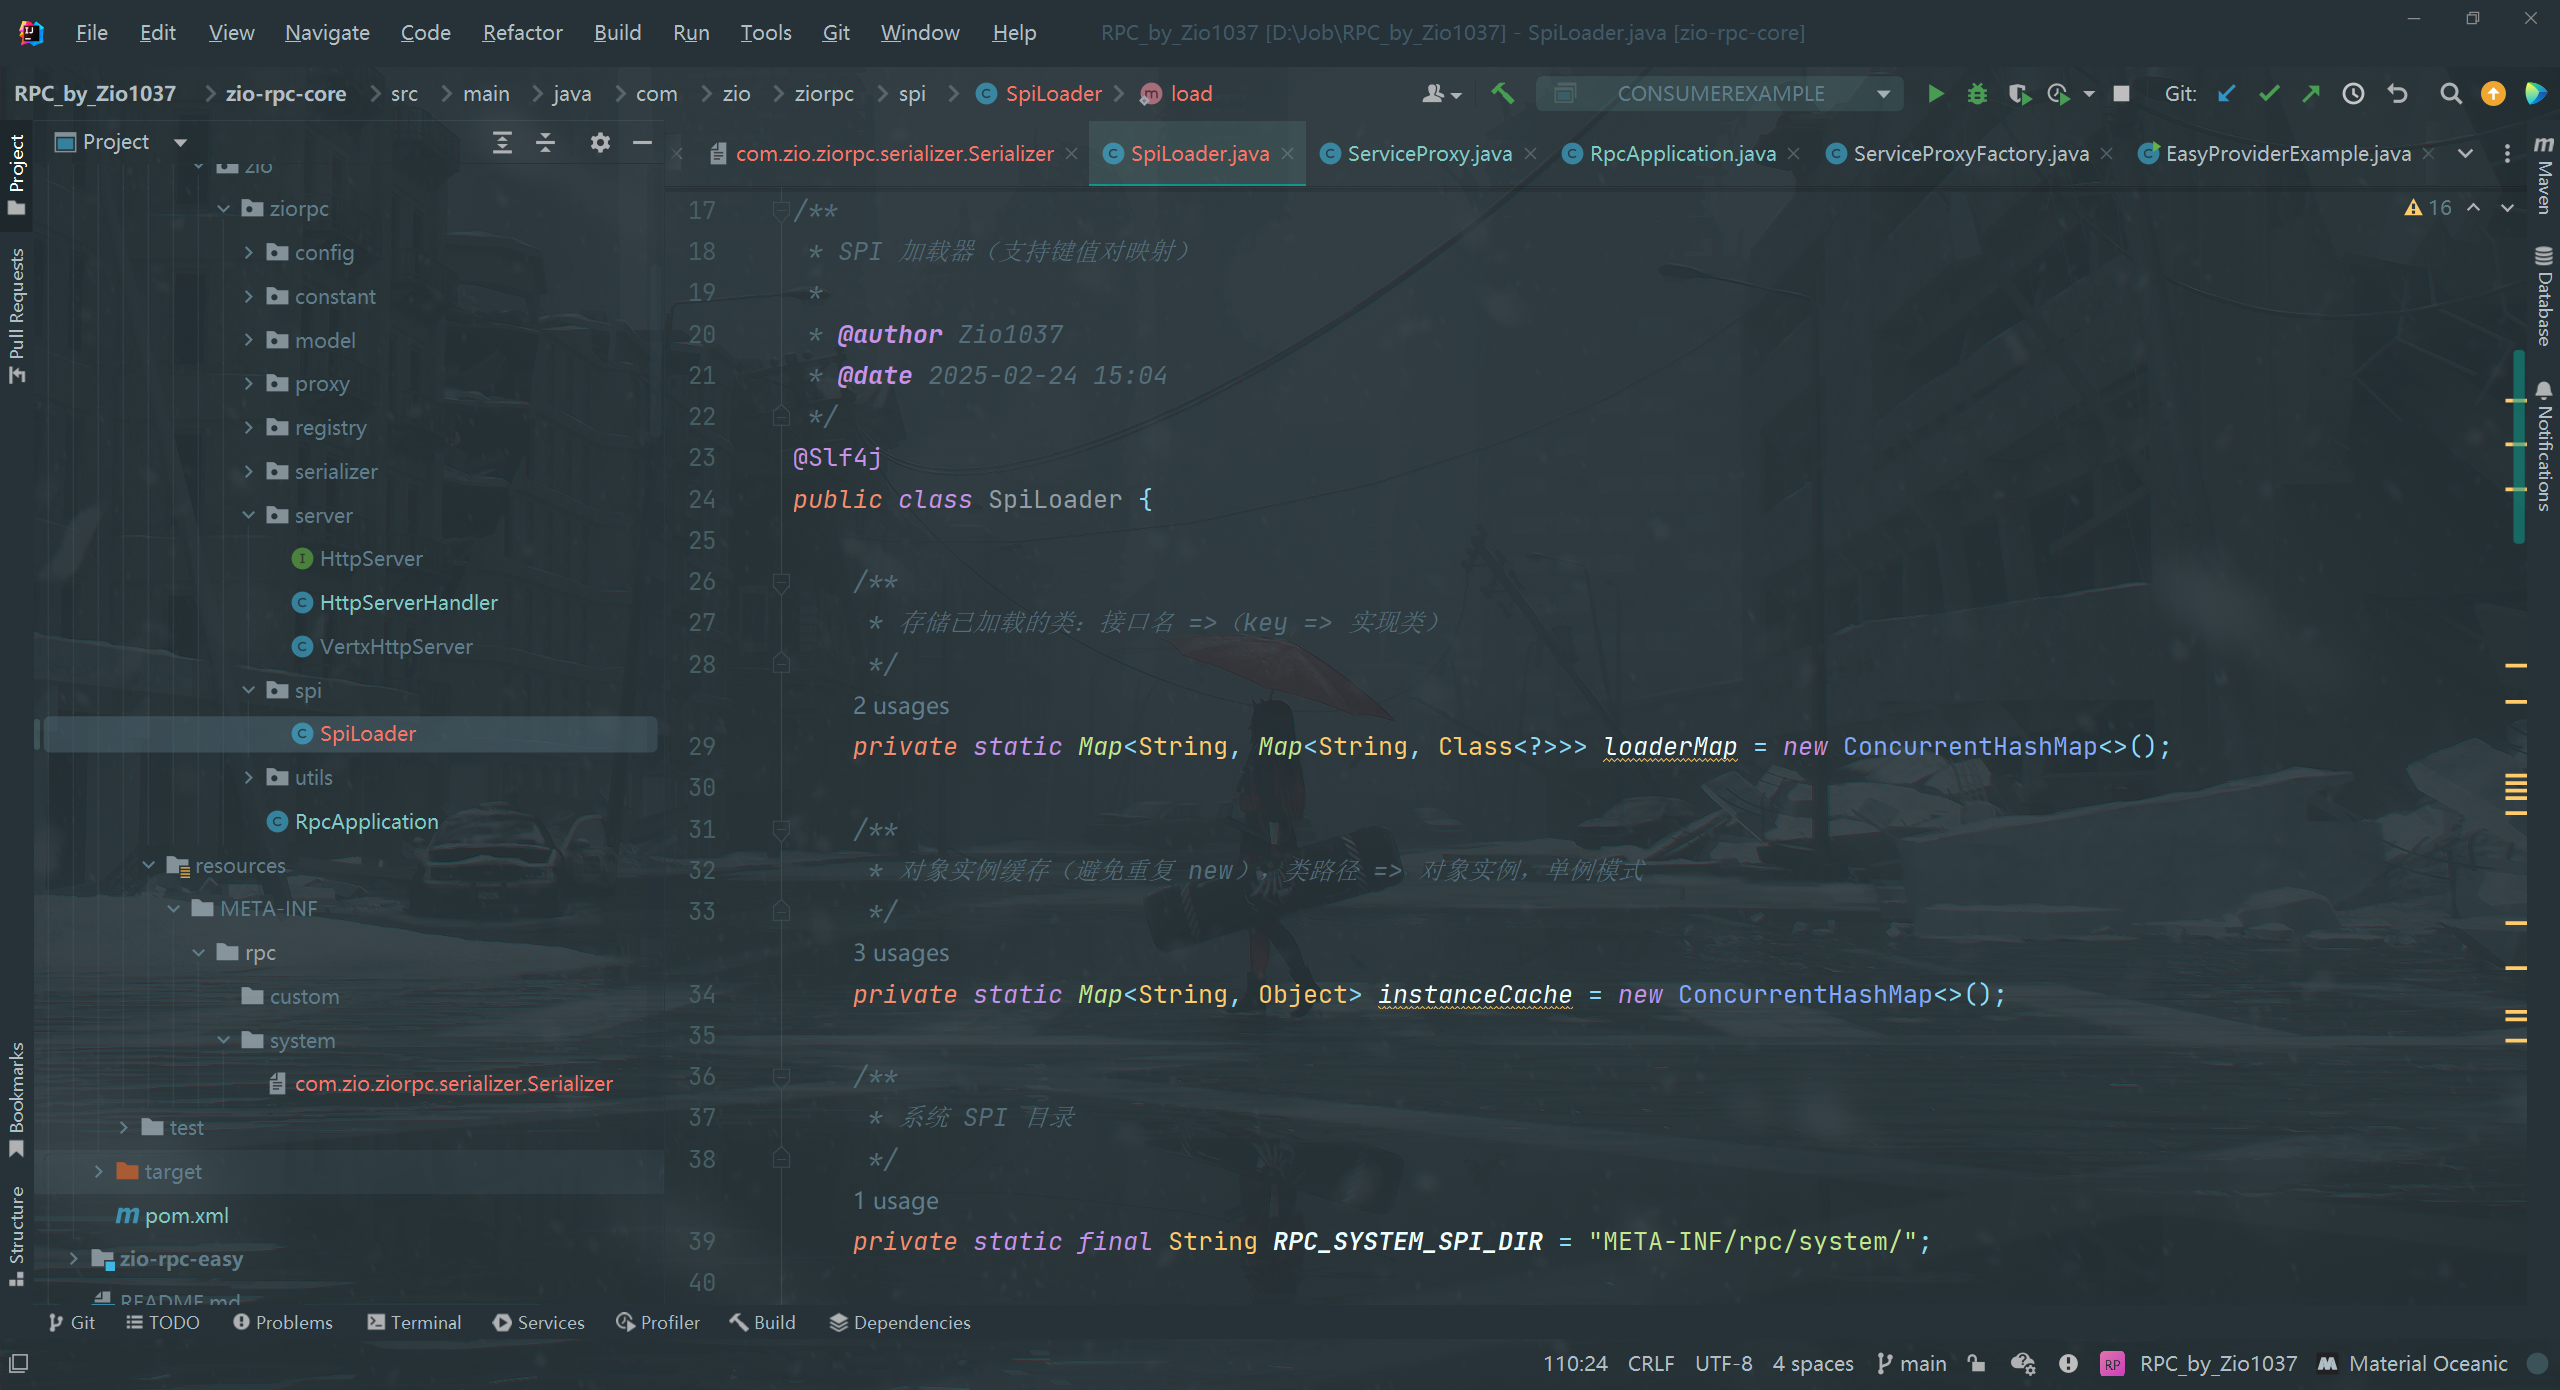 File Edit View Navigate Code Refactor Build Run Tools Git Window Help RPC_by_Zio1037 [D:\Job\RPC_by_Zio1037] - SpiLoader.java [zio-rpc-core]
RPC_by_Zio1037 zio-rpc-core src main java com zio ziorpc spi SpiLoader load CONSUMEREXAMPLE Git:
Project
com.zio.ziorpc.serializer.Serializer SpiLoader.java ServiceProxy.java RpcApplication.java ServiceProxyFactory.java EasyProviderExample.java
Project
Pull Requests
Bookmarks
Structure
zio
ziorpc
config
constant
model
proxy
registry
serializer
server
HttpServer
HttpServerHandler
VertxHttpServer
spi
SpiLoader
utils
RpcApplication
resources
META-INF
rpc
custom
system
com.zio.ziorpc.serializer.Serializer
test
target
pom.xml
zio-rpc-easy
README.md
16
17 /**
18 * SPI 加载器（支持键值对映射）
19 *
20 * @author Zio1037
21 * @date 2025-02-24 15:04
22 */
23 @Slf4j
24 public class SpiLoader {
25
26 /**
27 * 存储已加载的类：接口名 =>（key => 实现类）
28 */
2 usages
29 private static Map<String, Map<String, Class<?>>> loaderMap = new ConcurrentHashMap<>();
30
31 /**
32 * 对象实例缓存（避免重复 new），类路径 => 对象实例，单例模式
33 */
3 usages
34 private static Map<String, Object> instanceCache = new ConcurrentHashMap<>();
35
36 /**
37 * 系统 SPI 目录
38 */
1 usage
39 private static final String RPC_SYSTEM_SPI_DIR = "META-INF/rpc/system/";
40
Maven
Database
Notifications
Git TODO Problems Terminal Services Profiler Build Dependencies
110:24 CRLF UTF-8 4 spaces main RP RPC_by_Zio1037 Material Oceanic